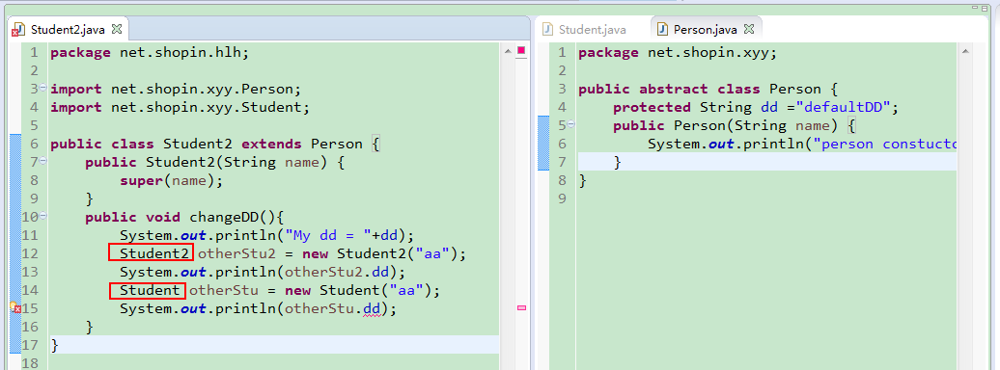 Student2.java
1 package net.shopin.hlh;
2
3 import net.shopin.xyy.Person;
4 import net.shopin.xyy.Student;
5
6 public class Student2 extends Person {
7 public Student2(String name) {
8 super(name);
9 }
10 public void changeDD(){
11 System.out.println("My dd = "+dd);
12 Student2 otherStu2 = new Student2("aa");
13 System.out.println(otherStu2.dd);
14 Student otherStu = new Student("aa");
15 System.out.println(otherStu.dd);
16 }
17 }
18
Student.java
Person.java
1 package net.shopin.xyy;
2
3 public abstract class Person {
4 protected String dd ="defaultDD";
5 public Person(String name) {
6 System.out.println("person constucto
7 }
8 }
9